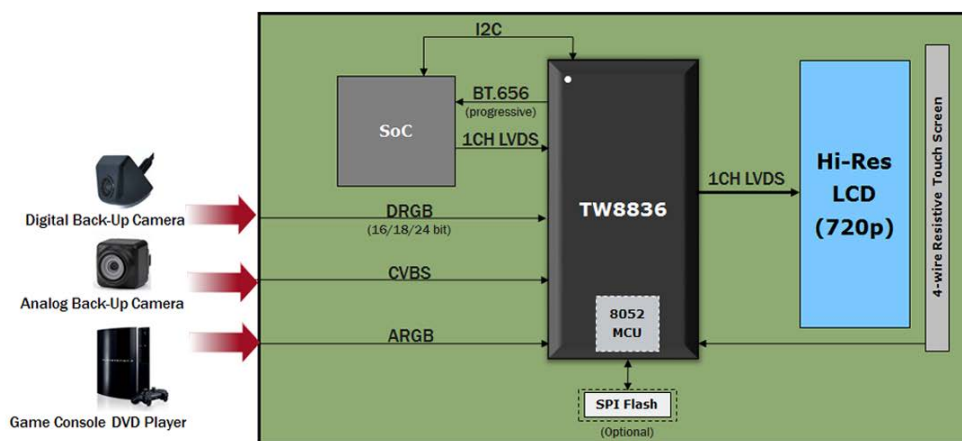 I2C
BT.656
(progressive)
SoC
1CH LVDS
Digital Back-Up Camera
DRGB
(16/18/24 bit)
TW8836
1CH LVDS
Hi-Res
LCD
(720p)
4-wire Resistive Touch Screen
Analog Back-Up Camera
CVBS
8052
MCU
Game Console DVD Player
ARGB
SPI Flash
(Optional)